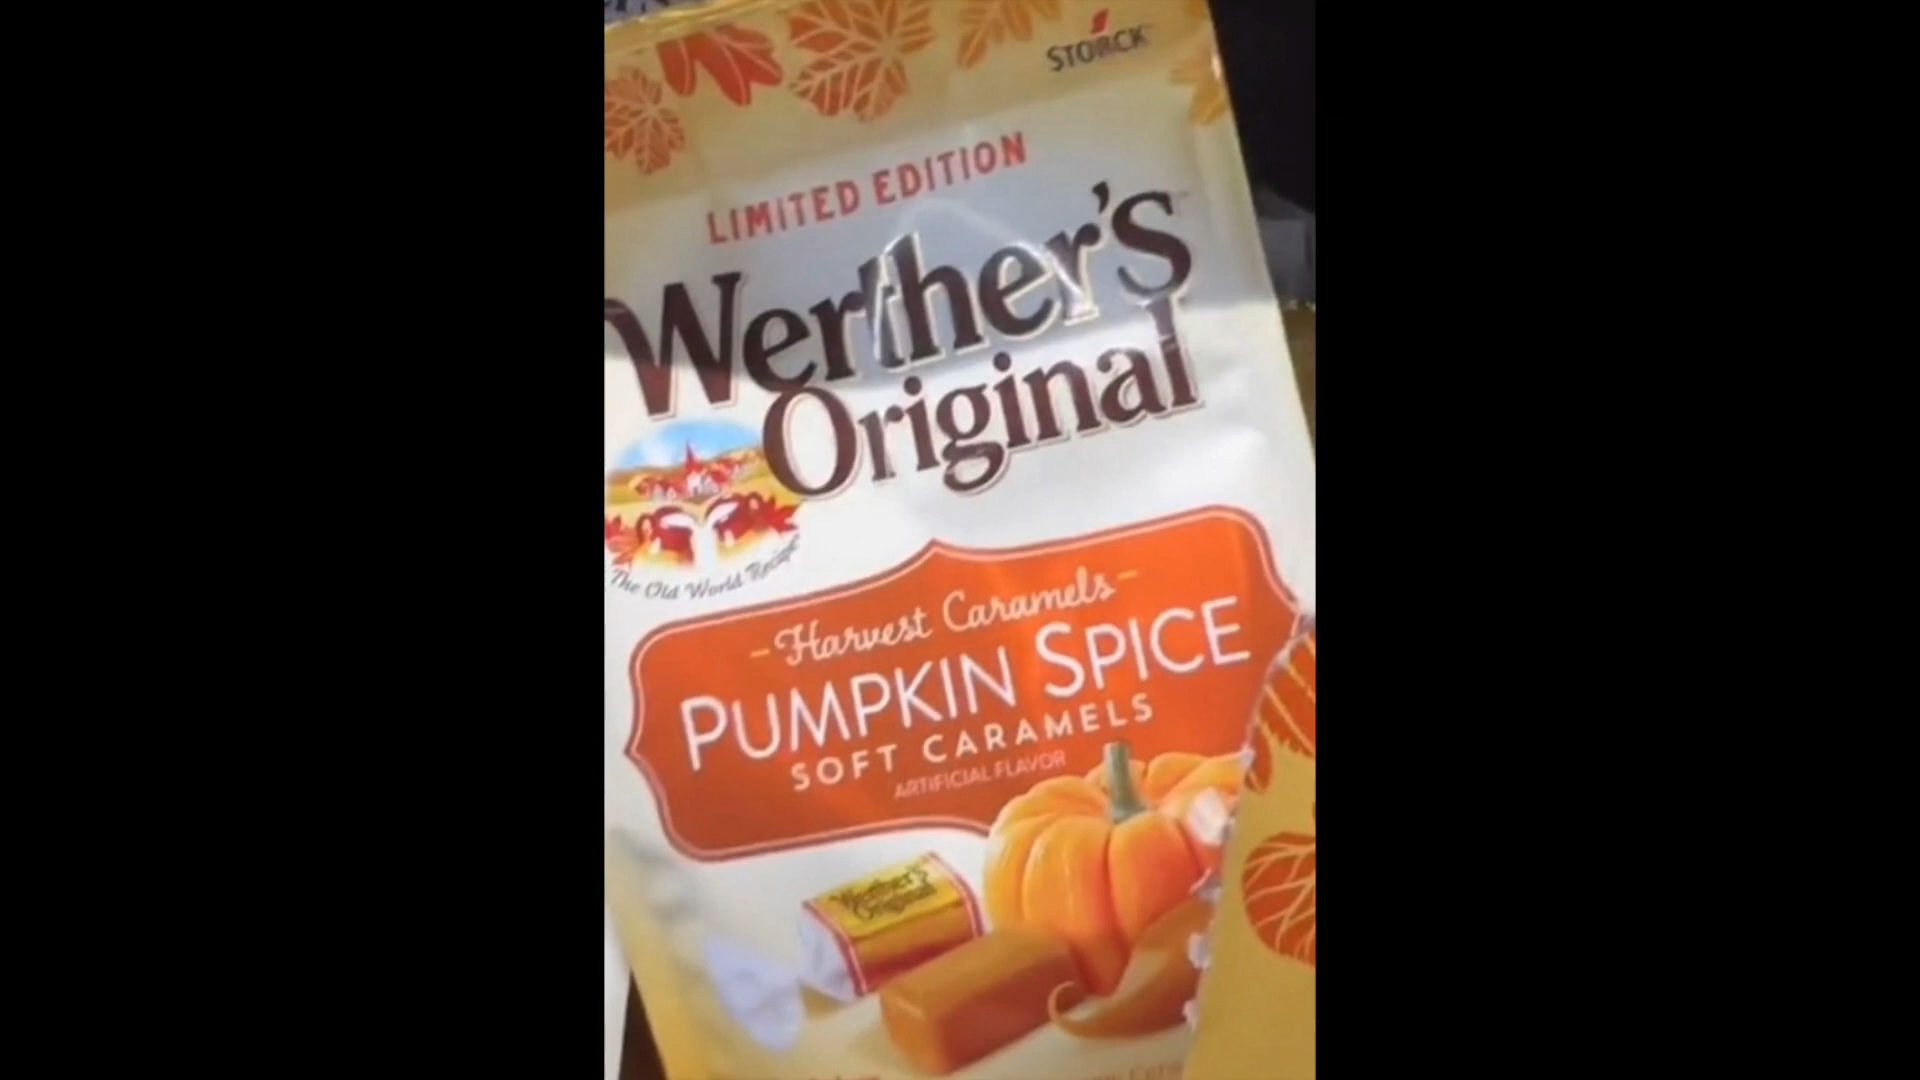 STORCK
LIMITED EDITION
Werther's
Original
The Old World Recipe
Harvest Caramels
PUMPKIN SPICE
SOFT CARAMELS
ARTIFICIAL FLAVOR
Werther's
Original